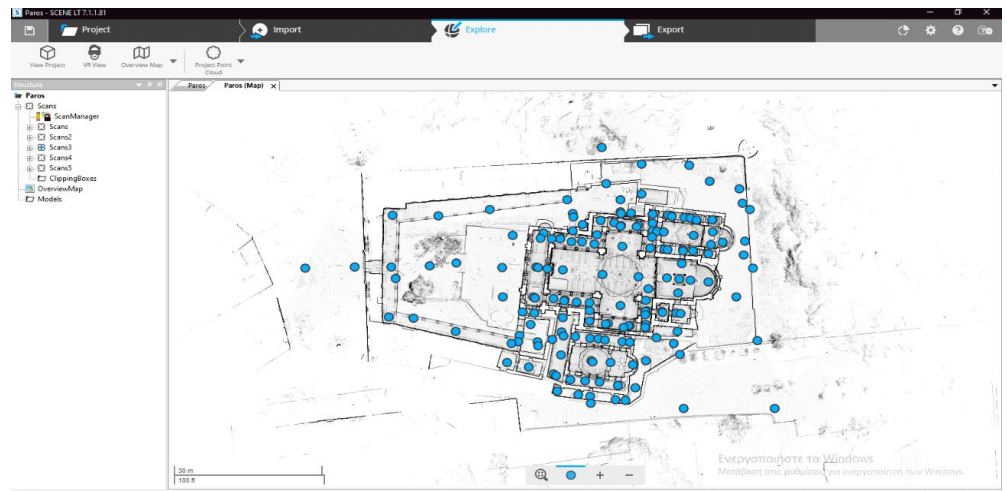 Paros - SCENE LT 7.1.1.81
Project
Import
Explore
Export
View Project
VR View
Overview Map
Project Point
Cloud
Structure
Paros
Paros (Map)
Paros
Scans
ScanManager
Scans
Scans2
Scans3
Scans4
Scans5
ClippingBoxes
OverviewMap
Models
30 m
100 ft
Ενεργοποιήστε τα Windows
Μετάβαση στις ρυθμίσεις για ενεργοποίηση των Windows.